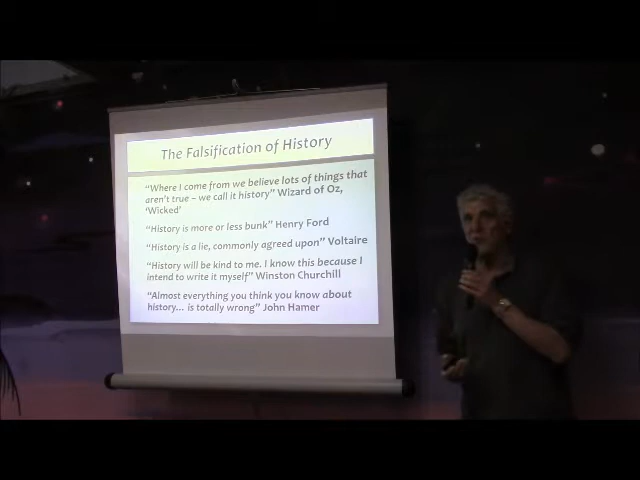 The Falsification of History
“Where I come from we believe lots of things that
aren’t true – we call it history” Wizard of Oz,
‘Wicked’
“History is more or less bunk” Henry Ford
“History is a lie, commonly agreed upon” Voltaire
“History will be kind to me. I know this because I
intend to write it myself” Winston Churchill
“Almost everything you think you know about
history... is totally wrong” John Hamer